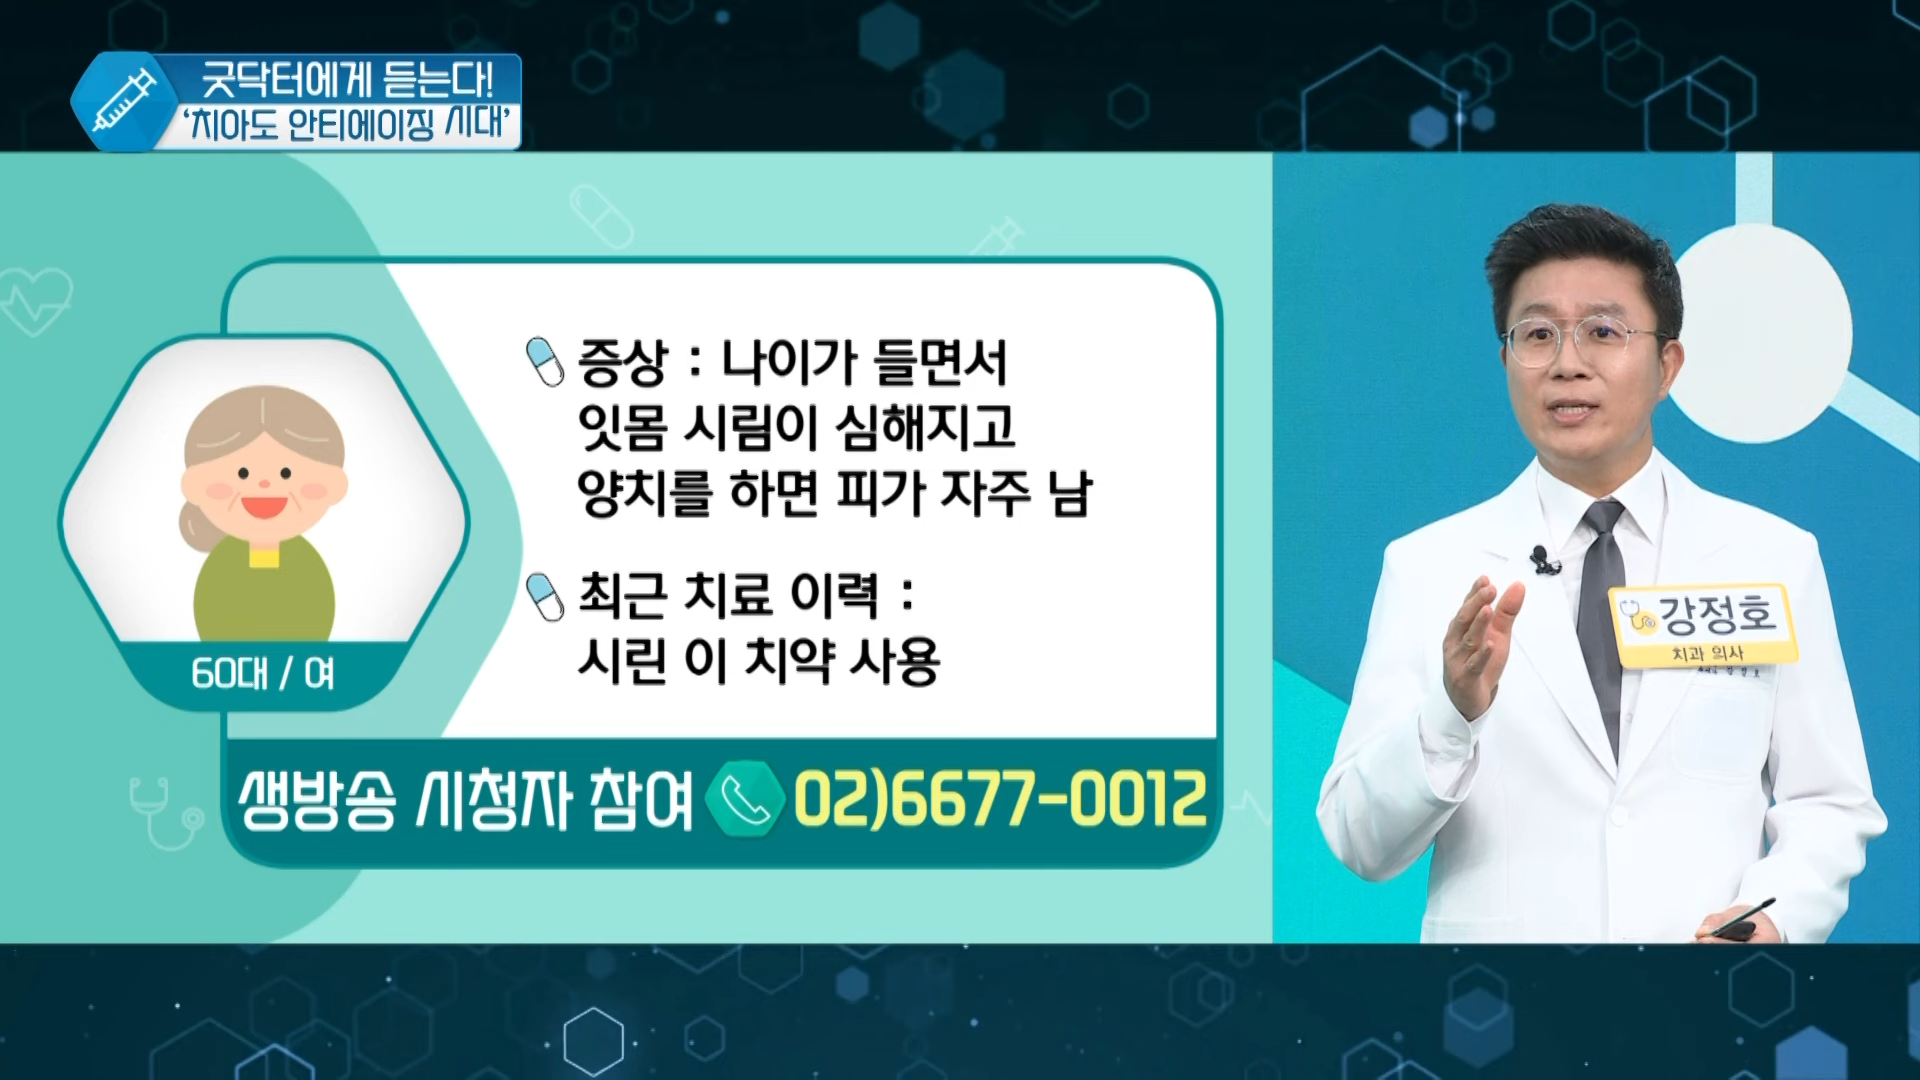 굿닥터에게 듣는다!
‘치아도 안티에이징 시대’
증상 : 나이가 들면서
잇몸 시림이 심해지고
양치를 하면 피가 자주 남
최근 치료 이력 :
시린 이 치약 사용
60대 / 여
생방송 시청자 참여 02)6677-0012
강정호
치과 의사